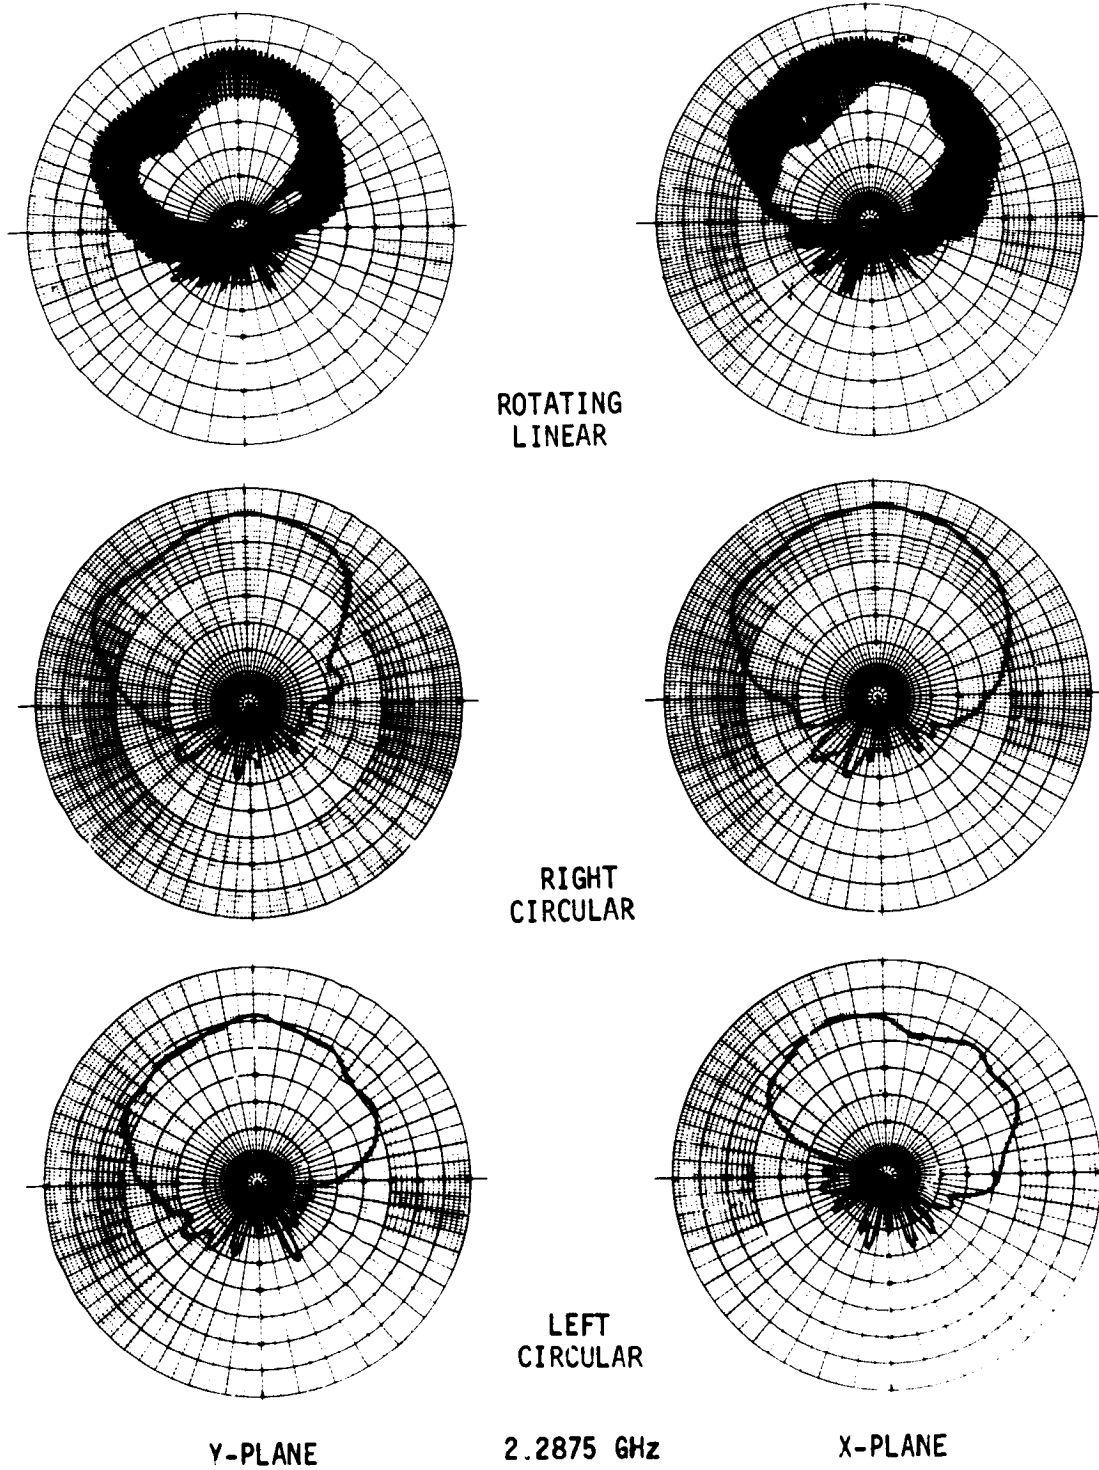 ROTATING
LINEAR
RIGHT
CIRCULAR
LEFT
CIRCULAR
Y-PLANE
2.2875 GHz
X-PLANE